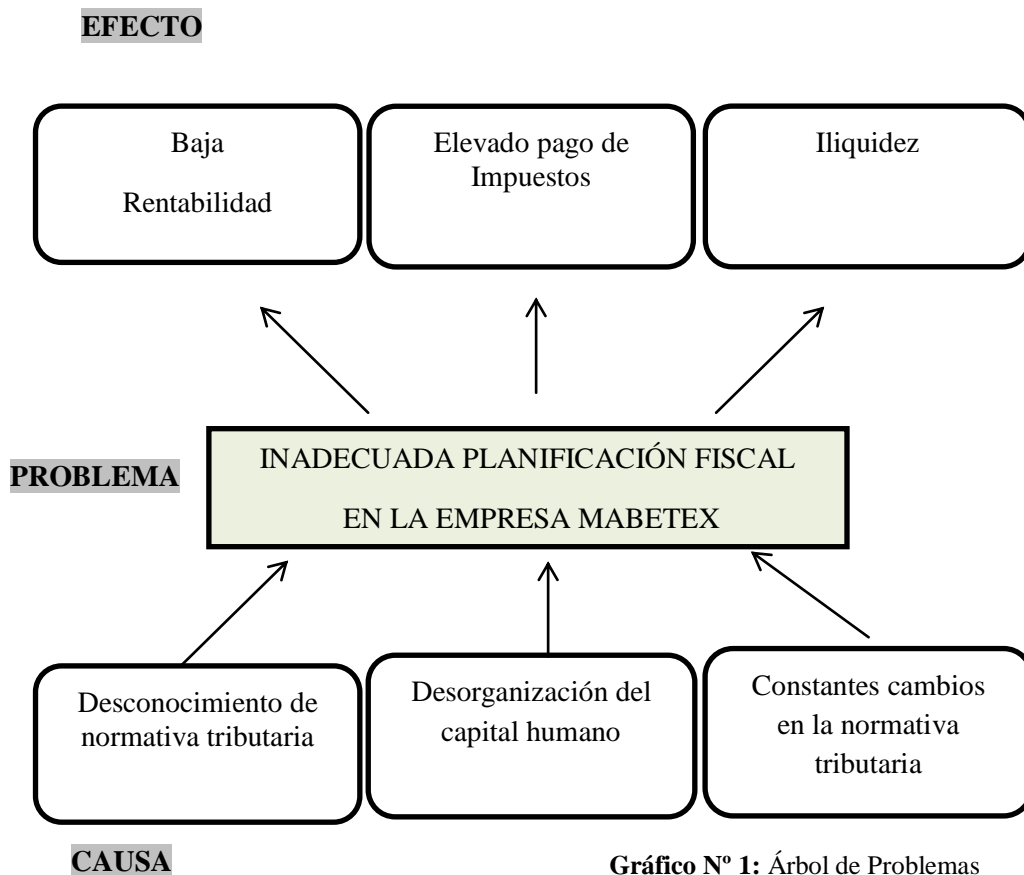 EFECTO
Baja
Rentabilidad
Elevado pago de
Impuestos
Iliquidez
PROBLEMA
INADECUADA PLANIFICACIÓN FISCAL
EN LA EMPRESA MABETEX
Desconocimiento de
normativa tributaria
Desorganización del
capital humano
Constantes cambios
en la normativa
tributaria
CAUSA
Gráfico Nº 1: Árbol de Problemas